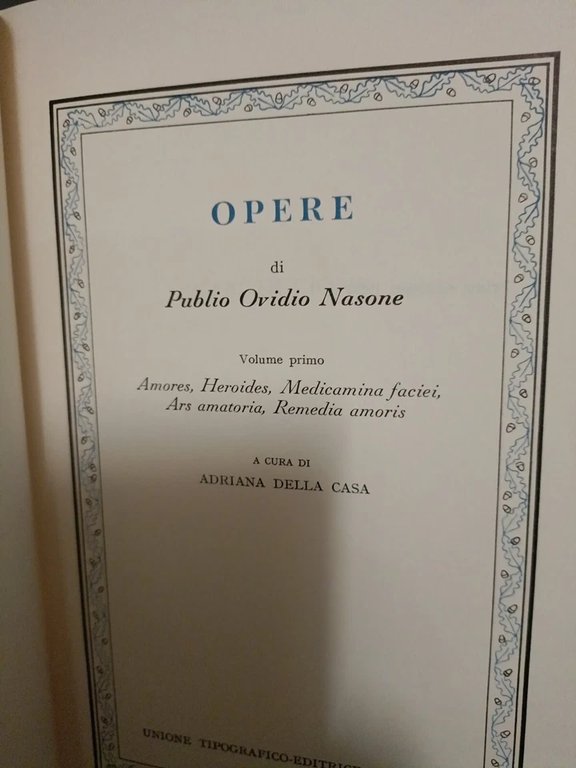 OPERE
di
Publio Ovidio Nasone
Volume primo
Amores, Heroides, Medicamina faciei,
Ars amatoria, Remedia amoris
A CURA DI
ADRIANA DELLA CASA
UNIONE TIPOGRAFICO-EDITRICE